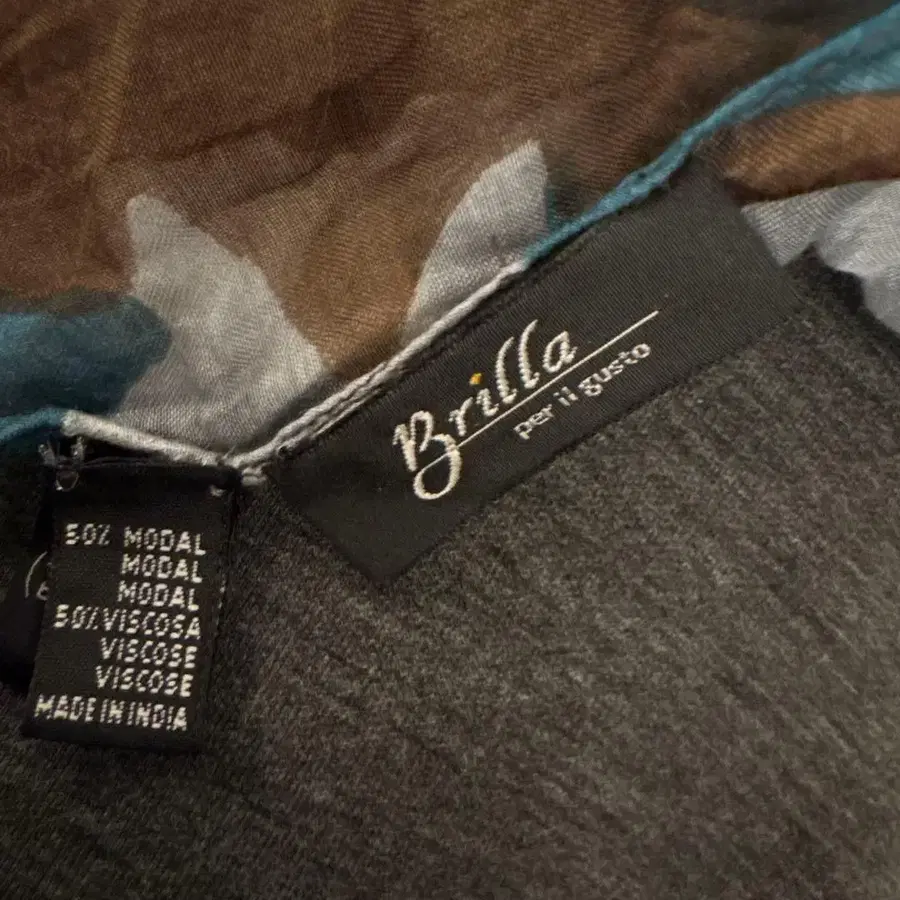 Brilla
per il gusto
50% MODAL
MODAL
MODAL
50% VISCOSA
VISCOSE
VISCOSE
MADE IN INDIA